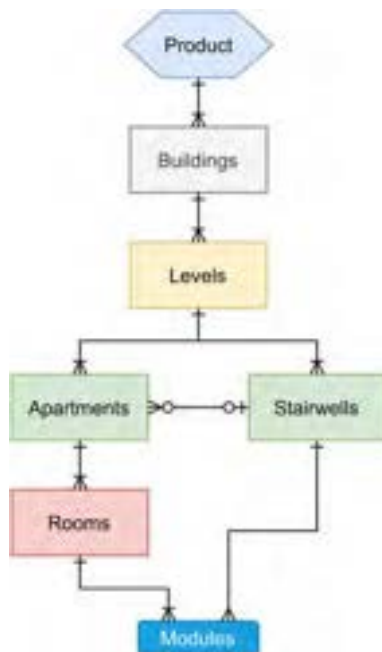 Product
Buildings
Levels
Apartments
Stairwells
Rooms
Modules